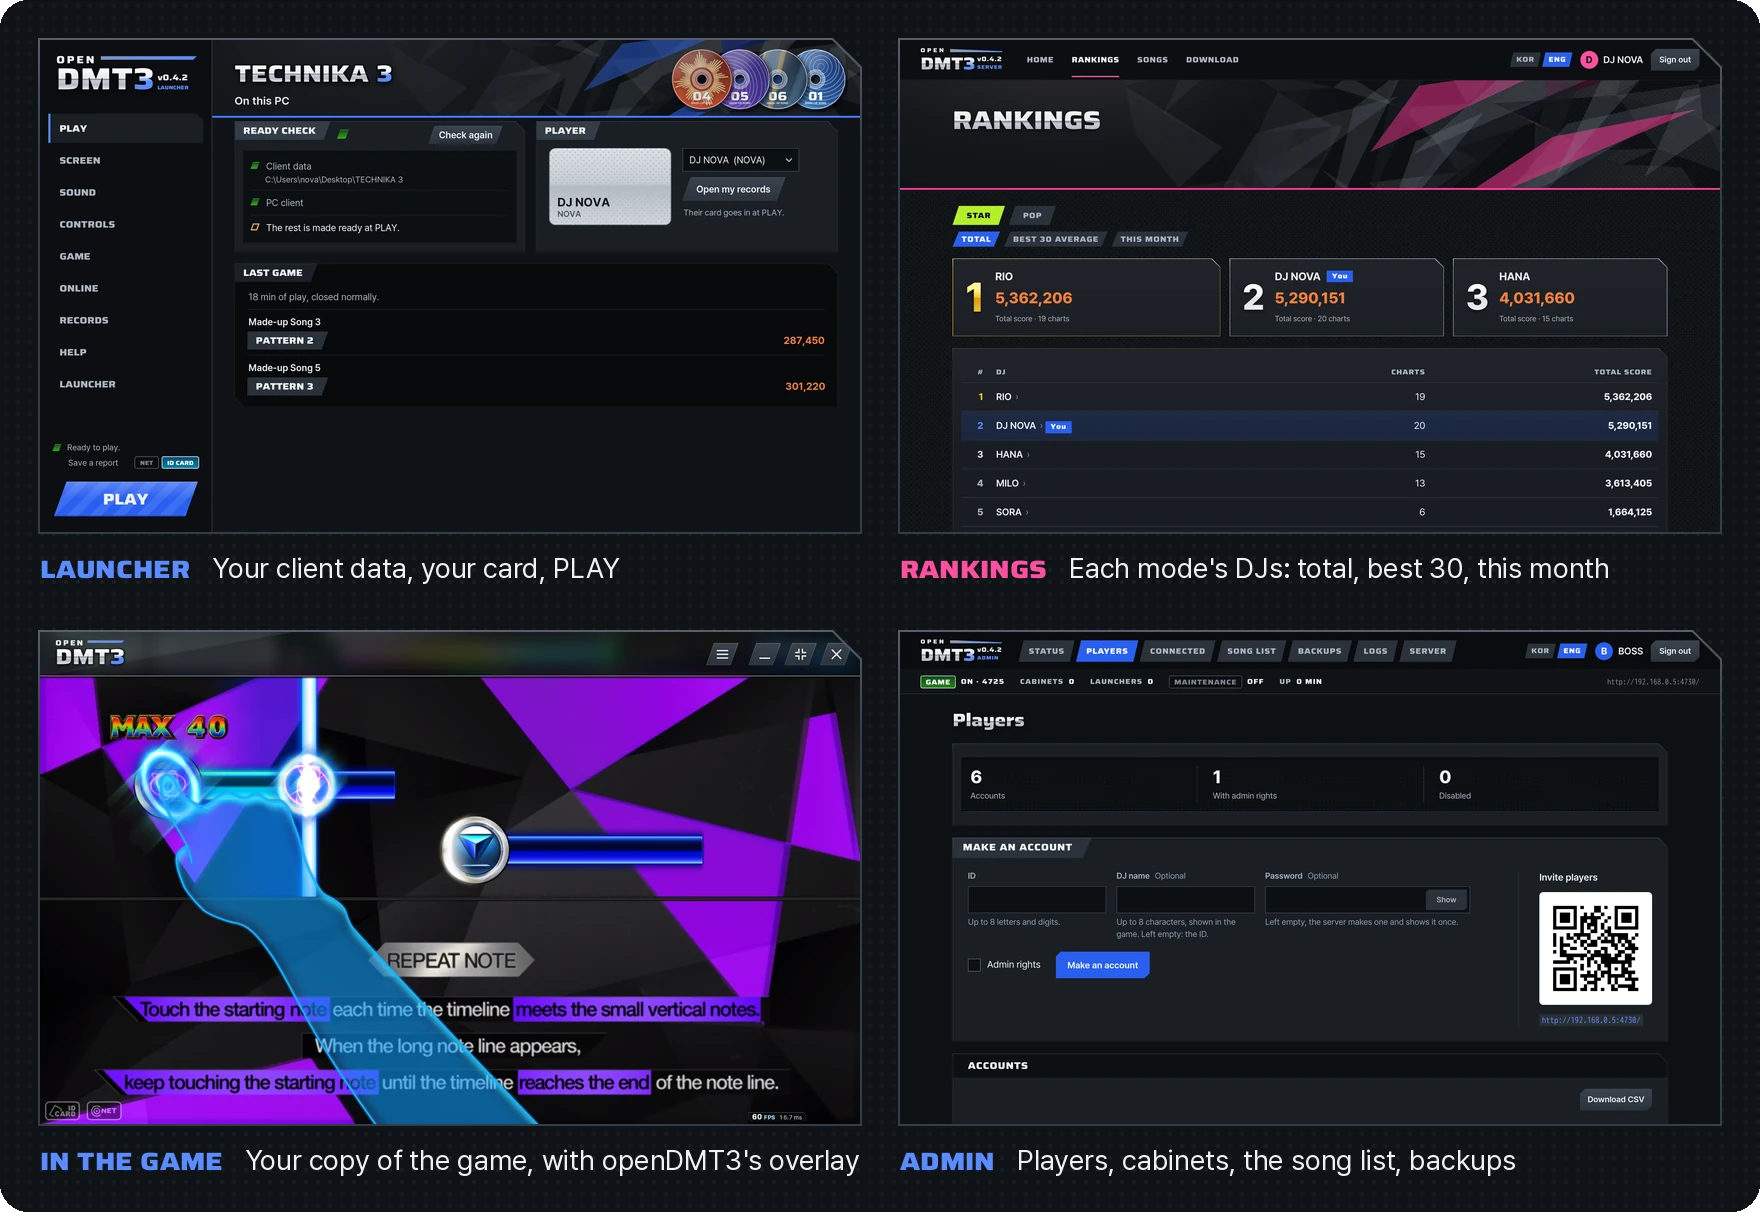 OPEN
DMT3 v0.4.2
LAUNCHER
PLAY
SCREEN
SOUND
CONTROLS
GAME
ONLINE
RECORDS
HELP
LAUNCHER
Ready to play.
Save a report NET ID CARD
PLAY
TECHNIKA 3
On this PC
04 05 06 01
READY CHECK
Check again
Client data
C:\Users\nova\Desktop\TECHNIKA 3
PC client
The rest is made ready at PLAY.
PLAYER
DJ NOVA
NOVA
DJ NOVA (NOVA)
Open my records
Their card goes in at PLAY.
LAST GAME
18 min of play, closed normally.
Made-up Song 3
PATTERN 2 287,450
Made-up Song 5
PATTERN 3 301,220
LAUNCHER Your client data, your card, PLAY
OPEN
DMT3 v0.4.2
SERVER
HOME RANKINGS SONGS DOWNLOAD
KOR ENG D DJ NOVA Sign out
RANKINGS
STAR POP
TOTAL BEST 30 AVERAGE THIS MONTH
1 RIO
5,362,206
Total score · 19 charts
2 DJ NOVA You
5,290,151
Total score · 20 charts
3 HANA
4,031,660
Total score · 15 charts
# DJ CHARTS TOTAL SCORE
1 RIO › 19 5,362,206
2 DJ NOVA › You 20 5,290,151
3 HANA › 15 4,031,660
4 MILO › 13 3,613,405
5 SORA › 6 1,664,125
RANKINGS Each mode's DJs: total, best 30, this month
OPEN
DMT3
MAX 40
REPEAT NOTE
Touch the starting note each time the timeline meets the small vertical notes.
When the long note line appears,
keep touching the starting note until the timeline reaches the end of the note line.
ID CARD NET
60 FPS 16.7 ms
IN THE GAME Your copy of the game, with openDMT3's overlay
OPEN
DMT3 v0.4.2
ADMIN
STATUS PLAYERS CONNECTED SONG LIST BACKUPS LOGS SERVER
KOR ENG B BOSS Sign out
GAME ON · 4725 CABINETS 0 LAUNCHERS 0 MAINTENANCE OFF UP 0 MIN
http://192.168.0.5:4730/
Players
6
Accounts
1
With admin rights
0
Disabled
MAKE AN ACCOUNT
ID
Up to 8 letters and digits.
DJ name Optional
Up to 8 characters, shown in the
game. Left empty: the ID.
Password Optional
Show
Left empty, the server makes one and shows it once.
Admin rights
Make an account
Invite players
http://192.168.0.5:4730/
ACCOUNTS
Download CSV
ADMIN Players, cabinets, the song list, backups